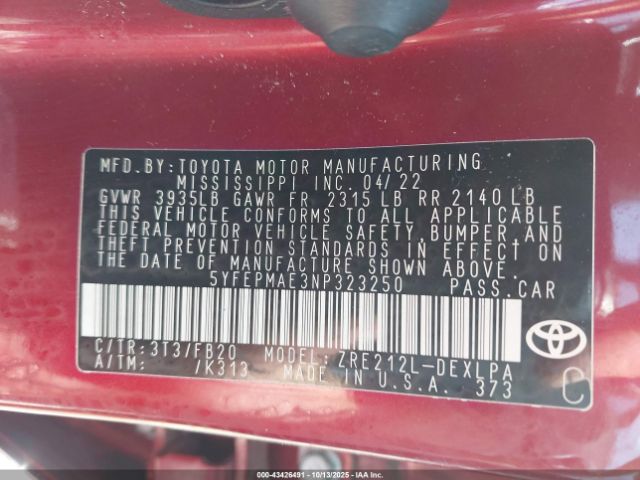 MFD.BY:TOYOTA MOTOR MANUFACTURING
MISSISSIPPI INC. 04/22
GVWR 3935LB GAWR FR 2315 LB RR 2140 LB
THIS VEHICLE CONFORMS TO ALL APPLICABLE
FEDERAL MOTOR VEHICLE SAFETY, BUMPER AND
THEFT PREVENTION STANDARDS IN EFFECT ON
THE DATE OF MANUFACTURE SHOWN ABOVE.
5YFEPMAE3NP323250 PASS.CAR
C/TR:3T3/FB20 MODEL: ZRE212L-DEXLPA
A/TM: /K313 MADE IN U.S.A. 373
TOYOTA
C
000-43426491 - 10/13/2025 - IAAI.CA